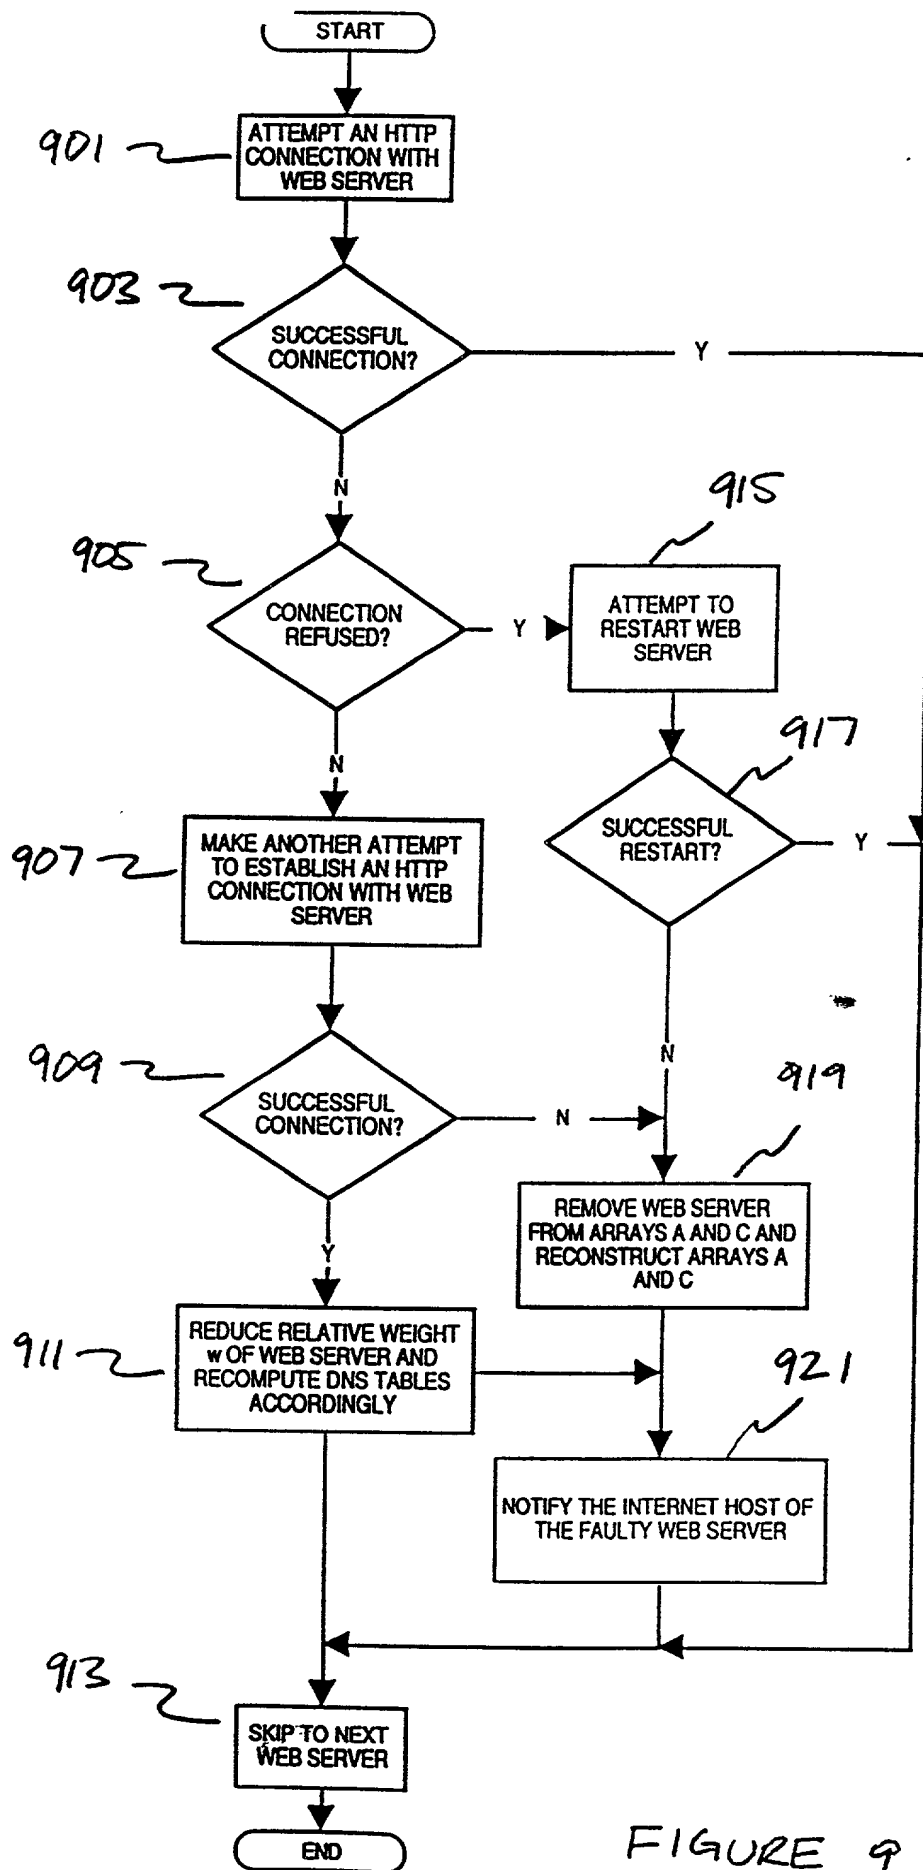 START
901
ATTEMPT AN HTTP
CONNECTION WITH
WEB SERVER
903
SUCCESSFUL
CONNECTION?
Y
N
915
905
CONNECTION
REFUSED?
Y
ATTEMPT TO
RESTART WEB
SERVER
N
917
907
MAKE ANOTHER ATTEMPT
TO ESTABLISH AN HTTP
CONNECTION WITH WEB
SERVER
SUCCESSFUL
RESTART?
Y
N
909
SUCCESSFUL
CONNECTION?
N
919
REMOVE WEB SERVER
FROM ARRAYS A AND C AND
RECONSTRUCT ARRAYS A
AND C
Y
911
REDUCE RELATIVE WEIGHT
w OF WEB SERVER AND
RECOMPUTE DNS TABLES
ACCORDINGLY
921
NOTIFY THE INTERNET HOST OF
THE FAULTY WEB SERVER
913
SKIP TO NEXT
WEB SERVER
END
FIGURE 9